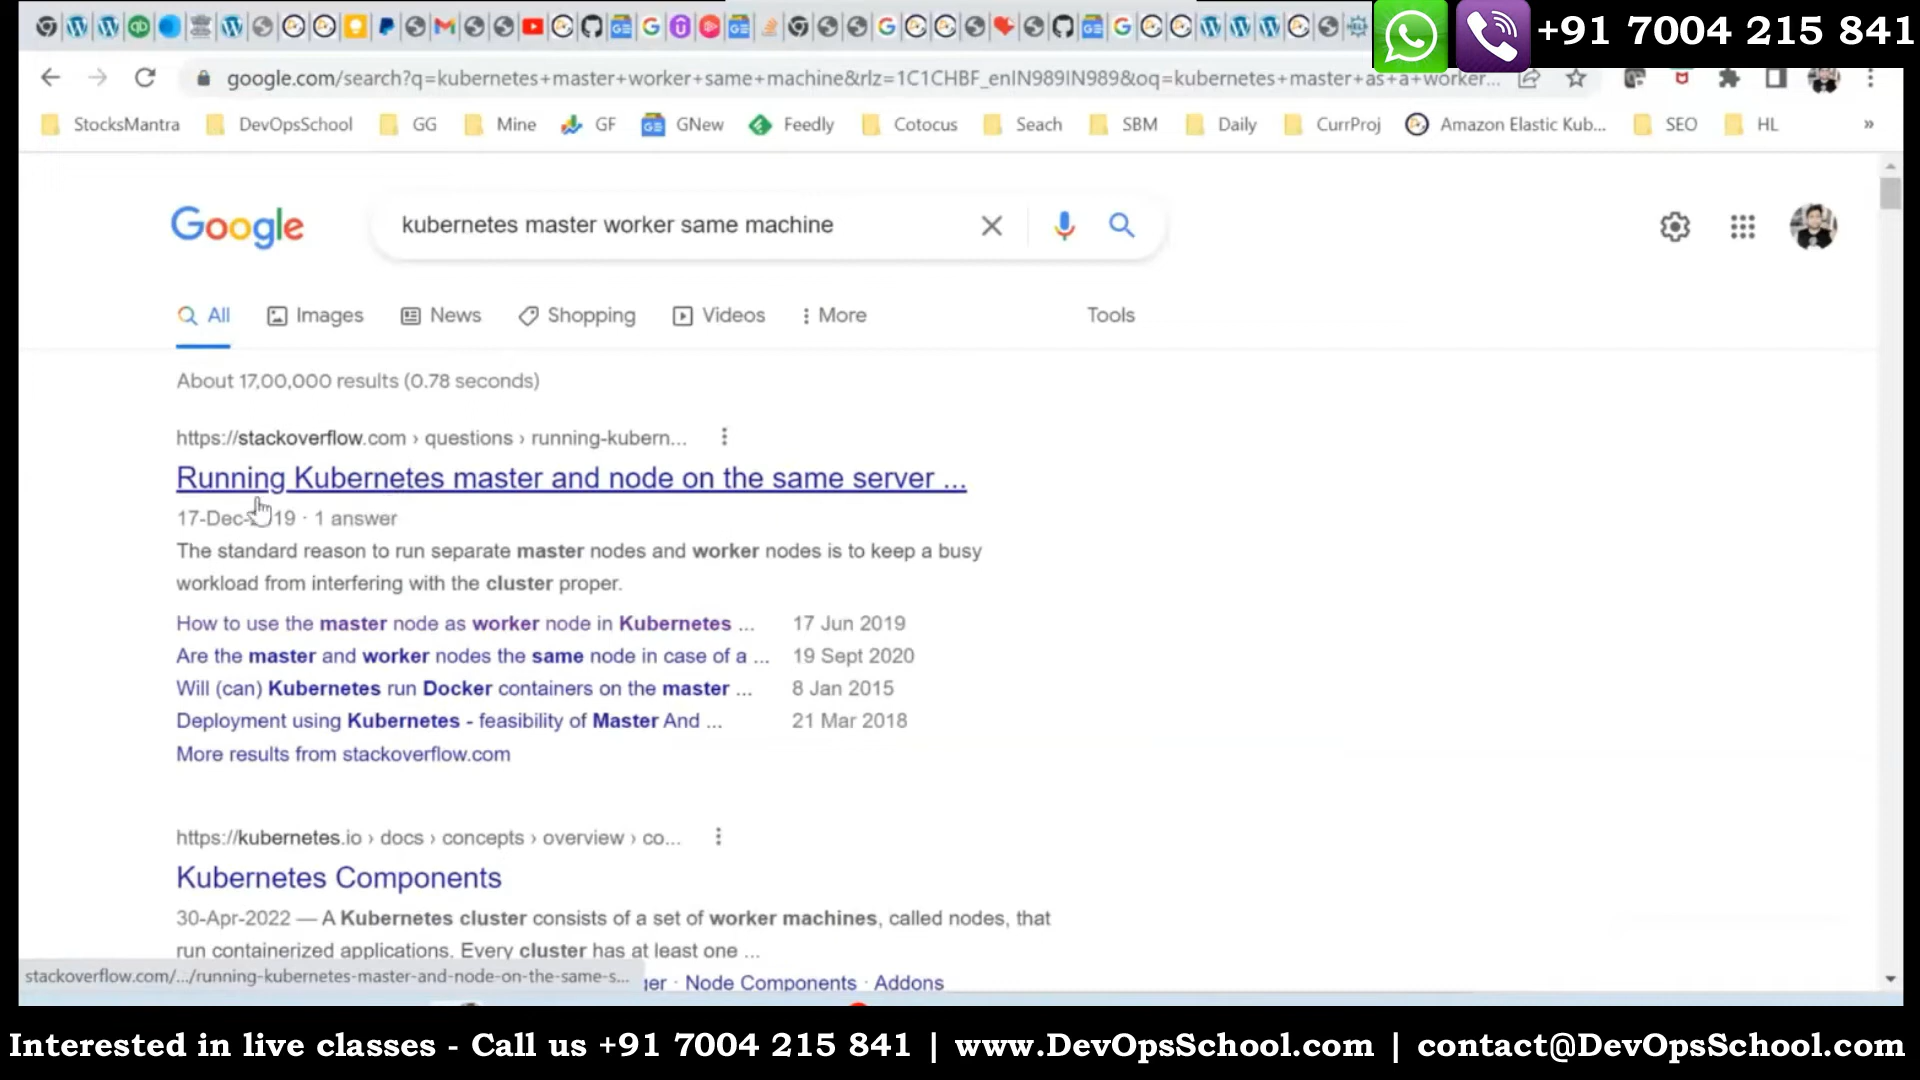 +91 7004 215 841
google.com/search?q=kubernetes+master+worker+same+machine&rlz=1C1CHBF_enIN989IN989&oq=kubernetes+master+as+a+worker...
StocksMantra DevOpsSchool GG Mine GF GNew Feedly Cotocus Seach SBM Daily CurrProj Amazon Elastic Kub... SEO HL »
Google
kubernetes master worker same machine
All Images News Shopping Videos More Tools
About 17,00,000 results (0.78 seconds)
https://stackoverflow.com › questions › running-kubern...
Running Kubernetes master and node on the same server ...
17-Dec-2019 · 1 answer
The standard reason to run separate master nodes and worker nodes is to keep a busy
workload from interfering with the cluster proper.
How to use the master node as worker node in Kubernetes ... 17 Jun 2019
Are the master and worker nodes the same node in case of a ... 19 Sept 2020
Will (can) Kubernetes run Docker containers on the master ... 8 Jan 2015
Deployment using Kubernetes - feasibility of Master And ... 21 Mar 2018
More results from stackoverflow.com
https://kubernetes.io › docs › concepts › overview › co...
Kubernetes Components
30-Apr-2022 — A Kubernetes cluster consists of a set of worker machines, called nodes, that
run containerized applications. Every cluster has at least one ...
stackoverflow.com/.../running-kubernetes-master-and-node-on-the-same-s...
ger · Node Components · Addons
Interested in live classes - Call us +91 7004 215 841 | www.DevOpsSchool.com | contact@DevOpsSchool.com